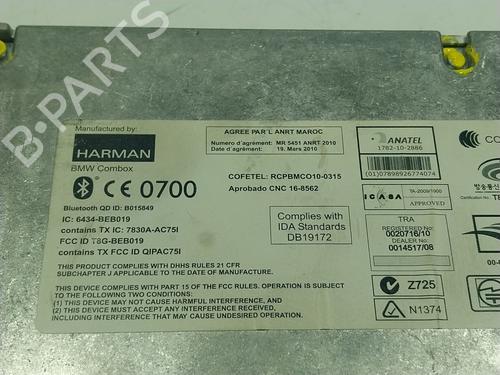 B-PARTS
Manufactured by:
HARMAN
BMW Combox
CE 0700
Bluetooth QD ID: B015849
IC: 6434-BEB019
contains TX IC: 7830A-AC75I
FCC ID T8G-BEB019
contains TX FCC ID QIPAC75I
THIS PRODUCT COMPLIES WITH DHHS RULES 21 CFR
SUBCHAPTER J APPLICABLE TO THE DATE OF MANUFACTURE.
THIS DEVICE COMPLIES WITH PART 15 OF THE FCC RULES. OPERATION IS SUBJECT
TO THE FOLLOWING TWO CONDITIONS:
(1) THIS DEVICE MAY NOT CAUSE HARMFUL INTERFERENCE, AND
(2) THIS DEVICE MUST ACCEPT ANY INTERFERENCE RECEIVED,
INCLUDING INTERFERENCE THAT MAY CAUSE UNDESIRED OPERATION.
AGREE PAR L'ANRT MAROC
Numero d'agrément: MR 5451 ANRT 2010
Date d'agrément: 19. Mars 2010
COFETEL: RCPBMCO10-0315
Aprobado CNC 16-8562
Complies with
IDA Standards
DB19172
ANATEL
1782-10-2886
(01)07898926774074
ICASA
TA-2009/1900
APPROVED
TRA
REGISTERED No
0020716/10
DEALER No
0014517/08
Z725
N1374
방송통신